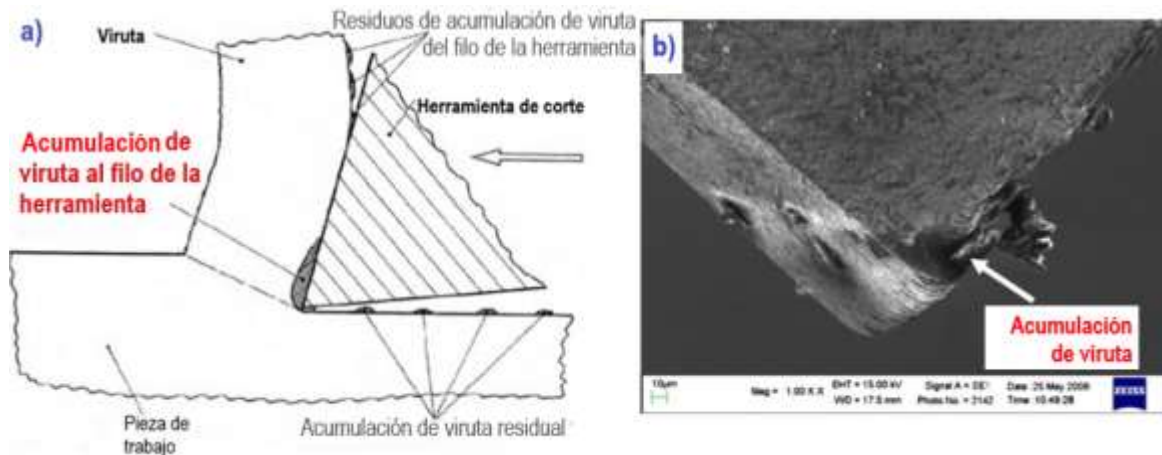 a)
Viruta
Residuos de acumulación de viruta
del filo de la herramienta
Herramienta de corte
Acumulación de
viruta al filo de la
herramienta
Pieza de
trabajo
Acumulación de viruta residual
b)
Acumulación
de viruta
10µm
Mag = 1.00 K X
EHT = 15.00 kV
WD = 17.5 mm
Signal A = SE1
Photo No. = 2142
Date :25 May 2009
Time :10:49:28
ZEISS